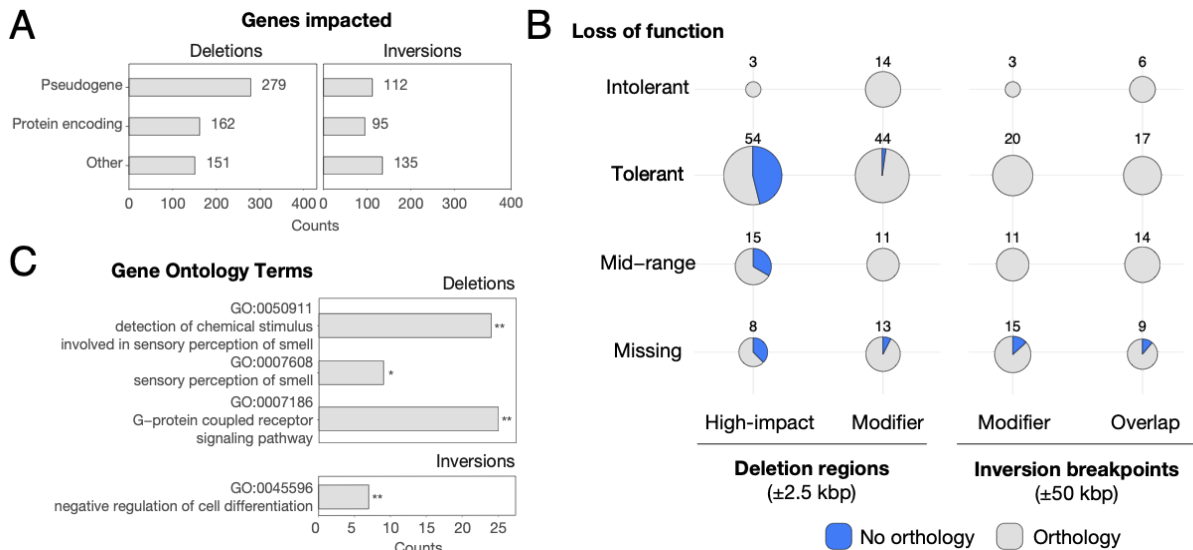 A
Genes impacted
Deletions
Inversions
Pseudogene
279
112
Protein encoding
162
95
Other
151
135
0 100 200 300 400
0 100 200 300 400
Counts
B
Loss of function
Intolerant
3
14
3
6
Tolerant
54
44
20
17
Mid-range
15
11
11
14
Missing
8
13
15
9
High-impact
Modifier
Modifier
Overlap
Deletion regions
(±2.5 kbp)
Inversion breakpoints
(±50 kbp)
No orthology
Orthology
C
Gene Ontology Terms
Deletions
GO:0050911
detection of chemical stimulus
involved in sensory perception of smell
**
GO:0007608
sensory perception of smell
*
GO:0007186
G-protein coupled receptor
signaling pathway
**
Inversions
GO:0045596
negative regulation of cell differentiation
**
0 5 10 15 20 25
Counts